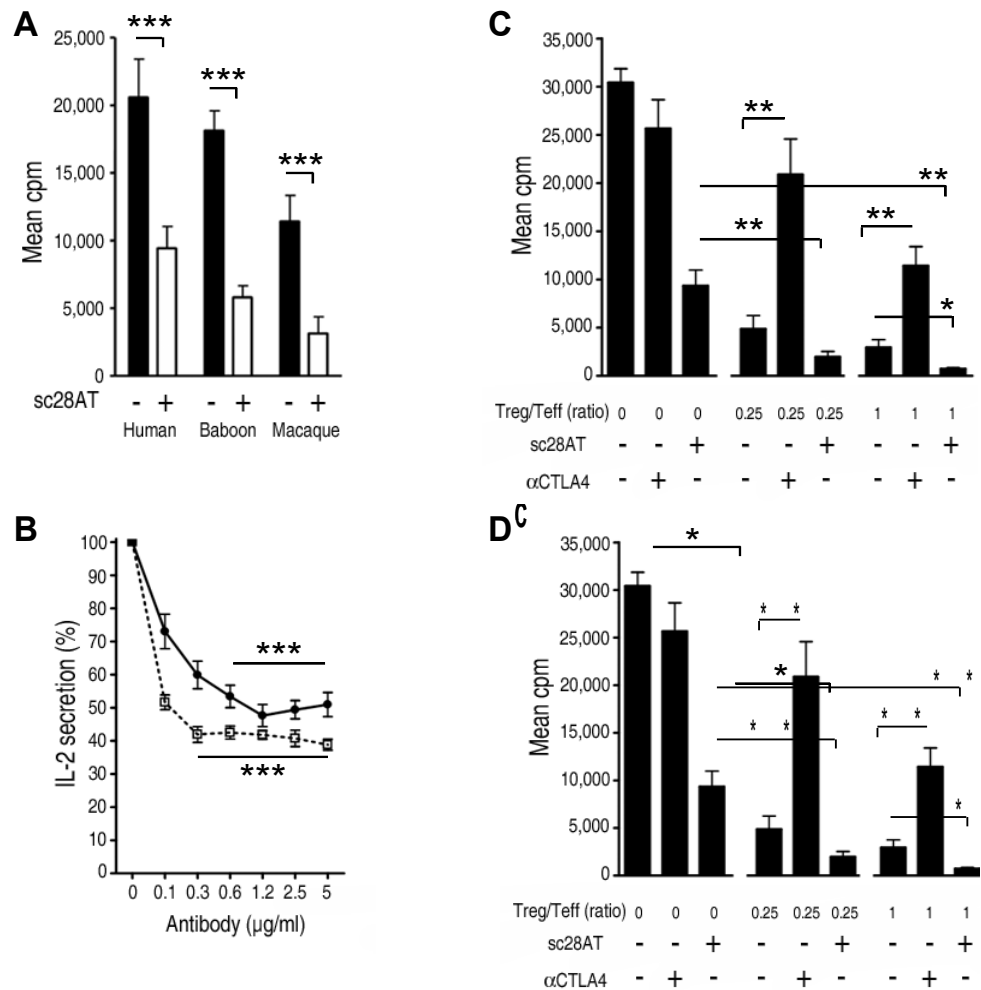 A
***
25,000
***
20,000
***
15,000
Mean cpm
10,000
5,000
0
sc28AT - + - + - +
Human Baboon Macaque
B
100
90
80
70
60
50
40
30
20
10
0
IL-2 secretion (%)
***
***
0 0.1 0.3 0.6 1.2 2.5 5
Antibody (µg/ml)
C
35,000
30,000
25,000
20,000
15,000
10,000
5,000
0
Mean cpm
**
**
**
**
*
Treg/Teff (ratio) 0 0 0 0.25 0.25 0.25 1 1 1
sc28AT - - + - - + - - +
αCTLA4 - + - - + - - + -
D C
35,000
30,000
25,000
20,000
15,000
10,000
5,000
0
Mean cpm
*
* *
*
* *
* *
* *
*
Treg/Teff (ratio) 0 0 0 0.25 0.25 0.25 1 1 1
sc28AT - - + - - + - - +
αCTLA4 - + - - + - - + -